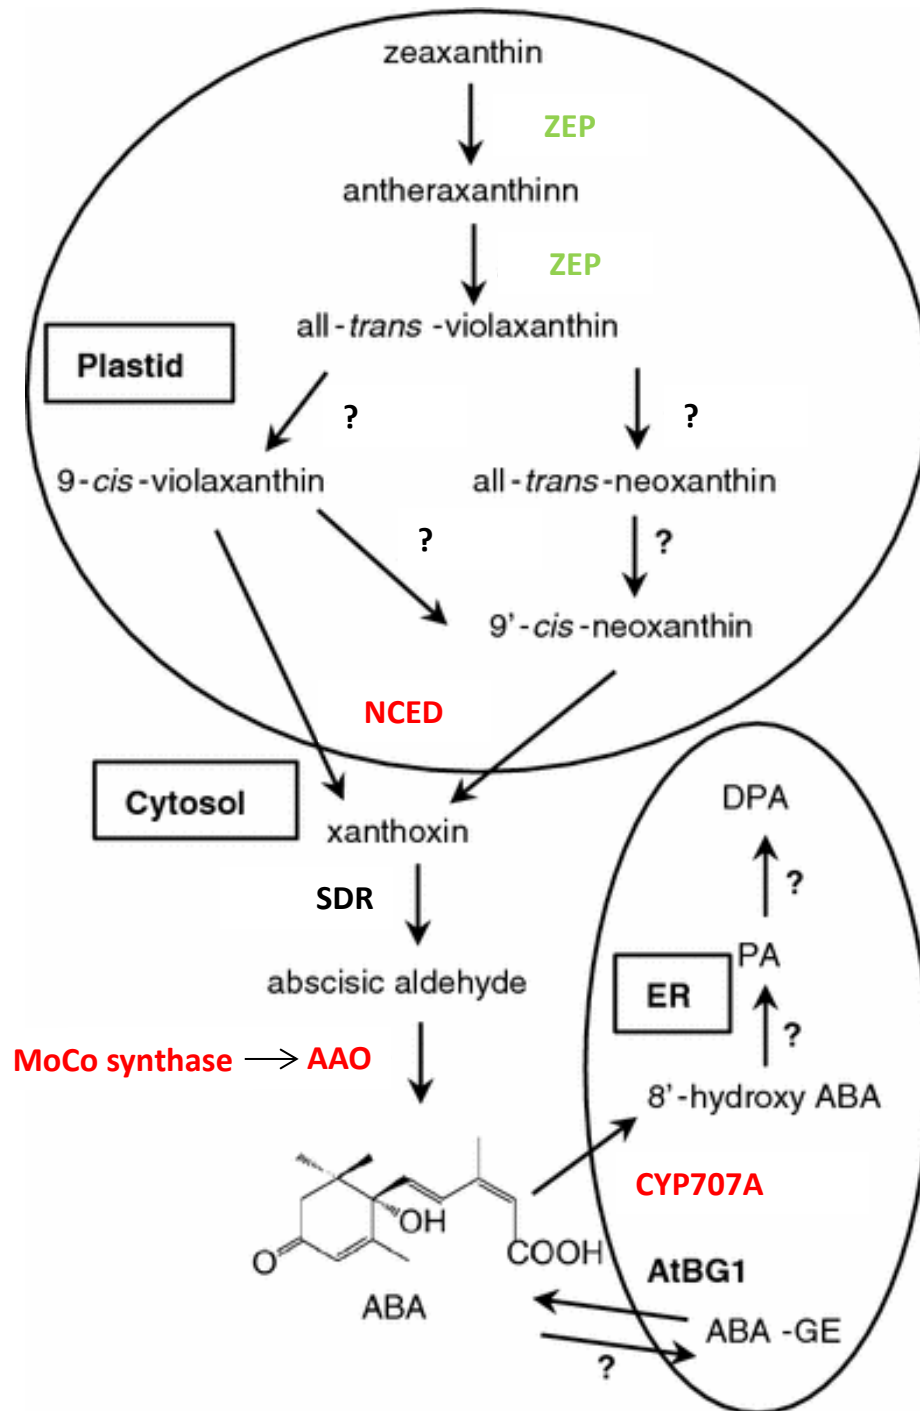 zeaxanthin
ZEP
antheraxanthinn
ZEP
all-trans-violaxanthin
Plastid
?
?
9-cis-violaxanthin
all-trans-neoxanthin
?
?
9'-cis-neoxanthin
NCED
Cytosol
xanthoxin
DPA
SDR
?
abscisic aldehyde
PA
ER
?
MoCo synthase → AAO
8'-hydroxy ABA
CYP707A
OH
O
COOH
AtBG1
ABA
ABA-GE
?